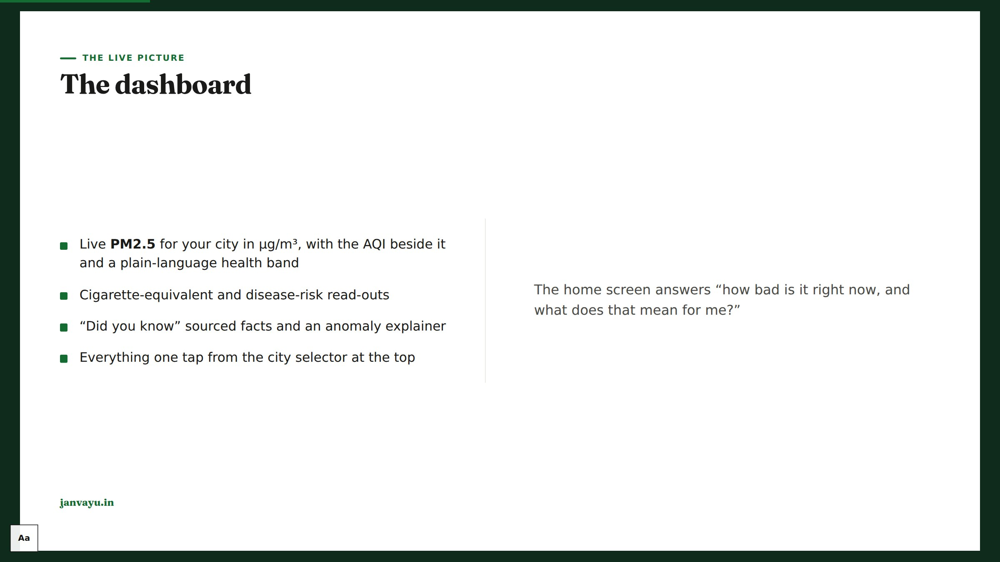 THE LIVE PICTURE
The dashboard
Live PM2.5 for your city in µg/m³, with the AQI beside it
and a plain-language health band
Cigarette-equivalent and disease-risk read-outs
“Did you know” sourced facts and an anomaly explainer
Everything one tap from the city selector at the top
The home screen answers “how bad is it right now, and
what does that mean for me?”
janvayu.in
Aa